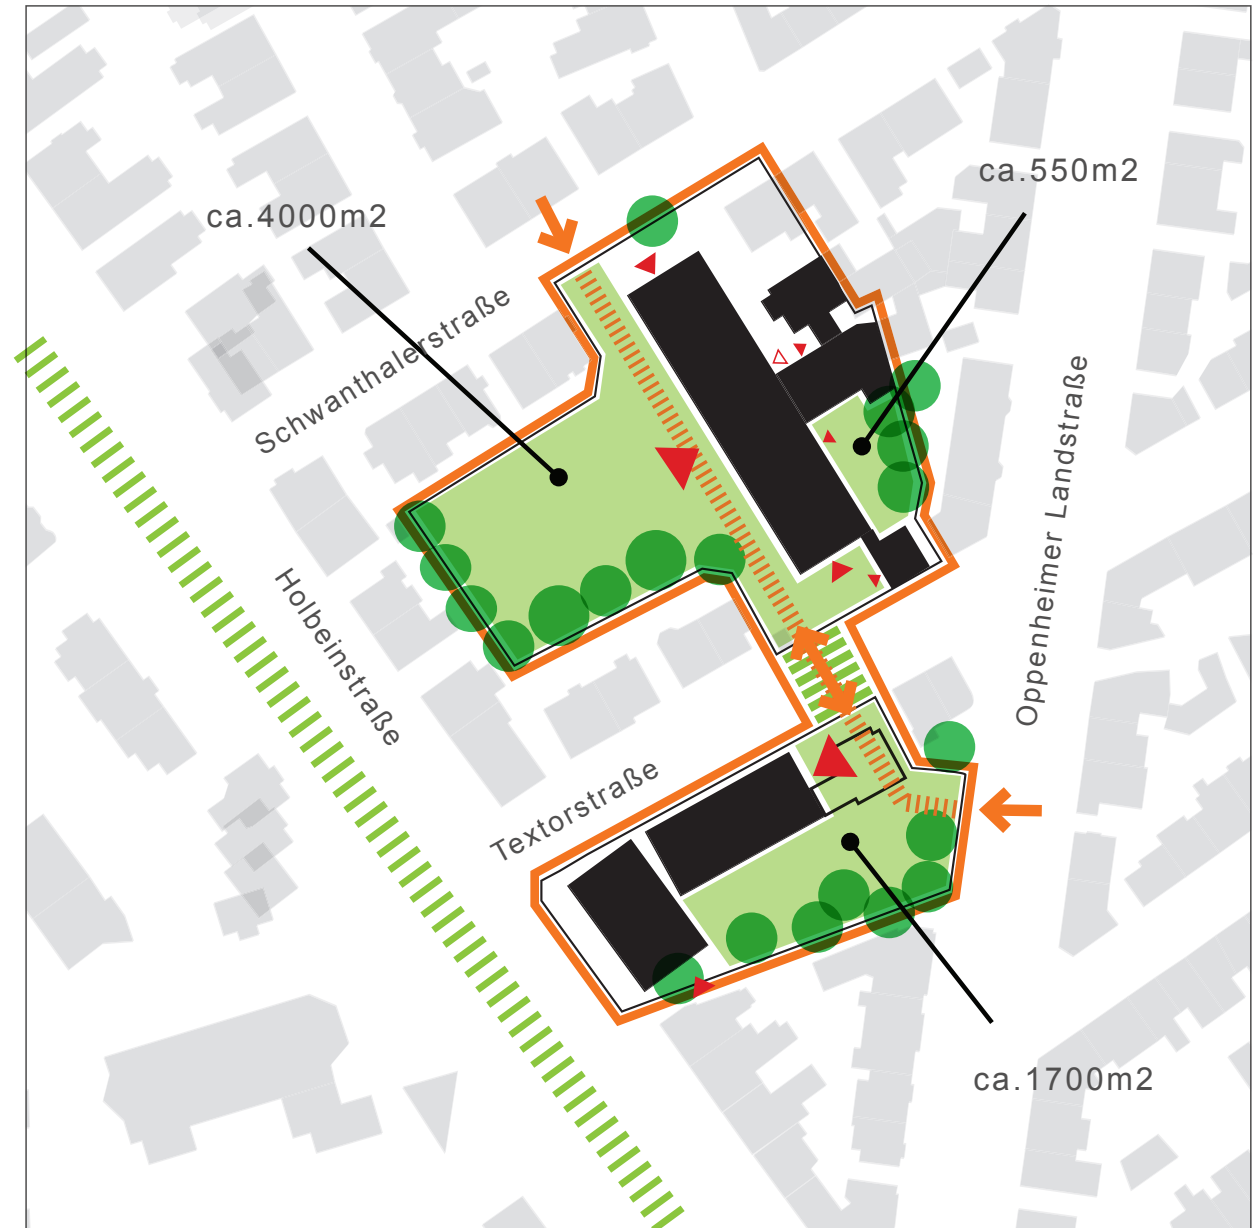 ca.550m2
ca.4000m2
Schwanthalerstraße
Oppenheimer Landstraße
Holbeinstraße
Textorstraße
ca.1700m2